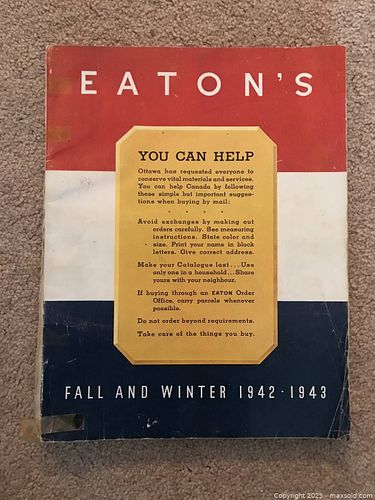 EATON'S
YOU CAN HELP
Ottawa has requested everyone to
conserve vital materials and services.
You can help Canada by following
these simple but important sugges-
tions when buying by mail:
Avoid exchanges by making out
orders carefully. See measuring
instructions. State color and
size. Print your name in block
letters. Give correct address.
Make your Catalogue last... Use
only one in a household... Share
yours with your neighbour.
If buying through an EATON Order
Office, carry parcels whenever
possible.
Do not order beyond requirements.
Take care of the things you buy.
FALL AND WINTER 1942 · 1943
Copyright 2025 - maxsold.com